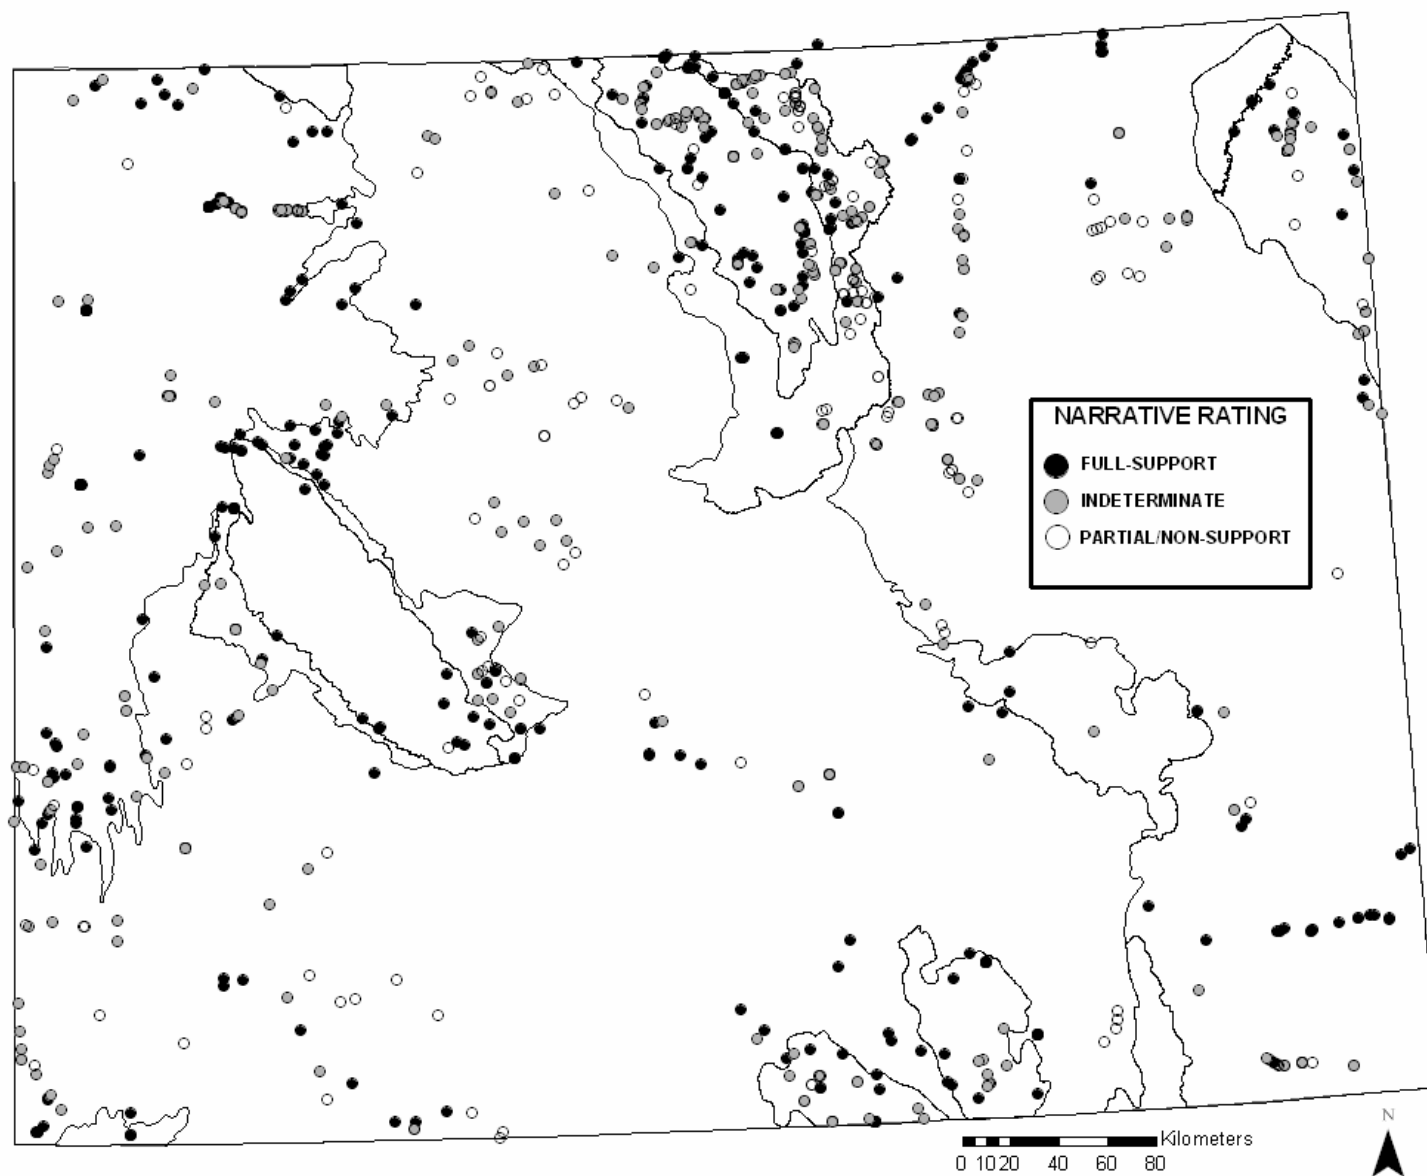 NARRATIVE RATING
FULL-SUPPORT
INDETERMINATE
PARTIAL/NON-SUPPORT
N
Kilometers
0 10 20 40 60 80